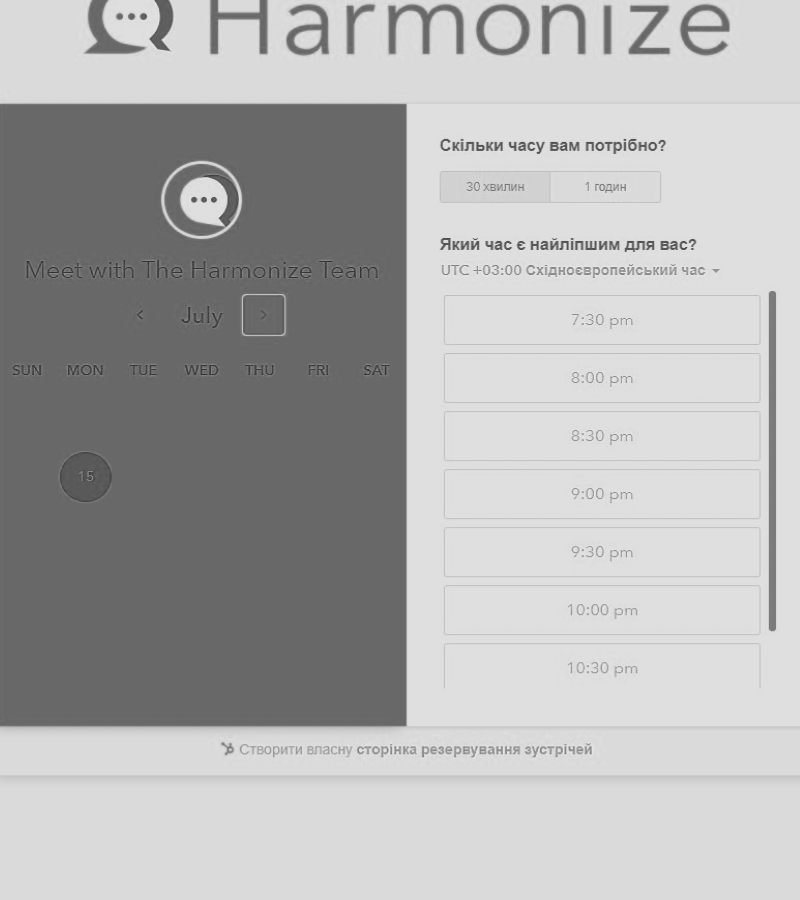 Harmonize
Meet with The Harmonize Team
July
SUN MON TUE WED THU FRI SAT
15
Скільки часу вам потрібно?
30 хвилин 1 годин
Який час є найліпшим для вас?
UTC +03:00 Східноєвропейський час
7:30 pm
8:00 pm
8:30 pm
9:00 pm
9:30 pm
10:00 pm
10:30 pm
Створити власну сторінка резервування зустрічей